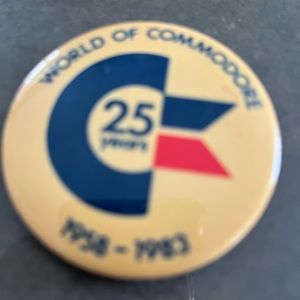 WORLD OF COMMODORE
25
years
1958 - 1983